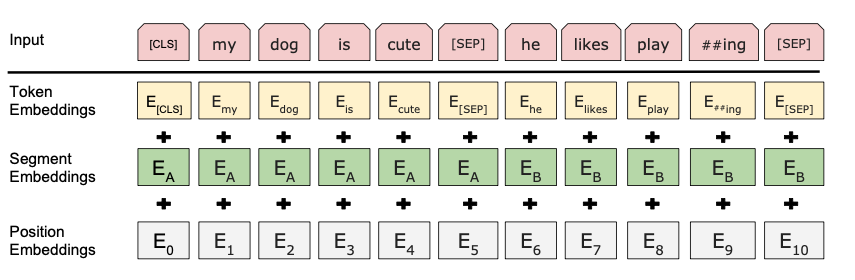 Input [CLS] my dog is cute [SEP] he likes play ##ing [SEP]
Token Embeddings E[CLS] Emy Edog Eis Ecute E[SEP] Ehe Elikes Eplay E##ing E[SEP]
+ + + + + + + + + + +
Segment Embeddings EA EA EA EA EA EA EB EB EB EB EB
+ + + + + + + + + + +
Position Embeddings E0 E1 E2 E3 E4 E5 E6 E7 E8 E9 E10